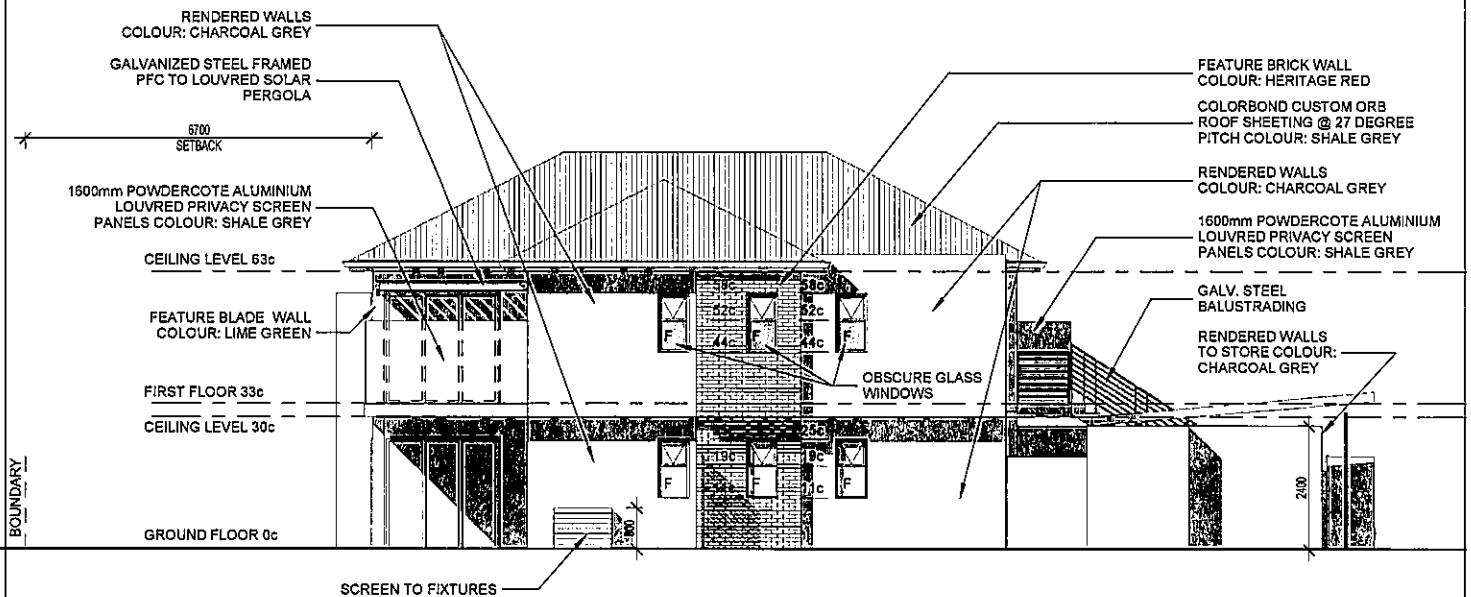 RENDERED WALLS
COLOUR: CHARCOAL GREY
GALVANIZED STEEL FRAMED
PFC TO LOUVRED SOLAR
PERGOLA
6700
SETBACK
1600mm POWDERCOTE ALUMINIUM
LOUVRED PRIVACY SCREEN
PANELS COLOUR: SHALE GREY
CEILING LEVEL 63c
FEATURE BLADE WALL
COLOUR: LIME GREEN
FIRST FLOOR 33c
CEILING LEVEL 30c
BOUNDARY
GROUND FLOOR 0c
SCREEN TO FIXTURES
FEATURE BRICK WALL
COLOUR: HERITAGE RED
COLORBOND CUSTOM ORB
ROOF SHEETING @ 27 DEGREE
PITCH COLOUR: SHALE GREY
RENDERED WALLS
COLOUR: CHARCOAL GREY
1600mm POWDERCOTE ALUMINIUM
LOUVRED PRIVACY SCREEN
PANELS COLOUR: SHALE GREY
GALV. STEEL
BALUSTRADING
RENDERED WALLS
TO STORE COLOUR:
CHARCOAL GREY
OBSCURE GLASS
WINDOWS
58c 58c
52c 52c
44c 44c
F F F
25c
19c 19c
11c
F F F
2400